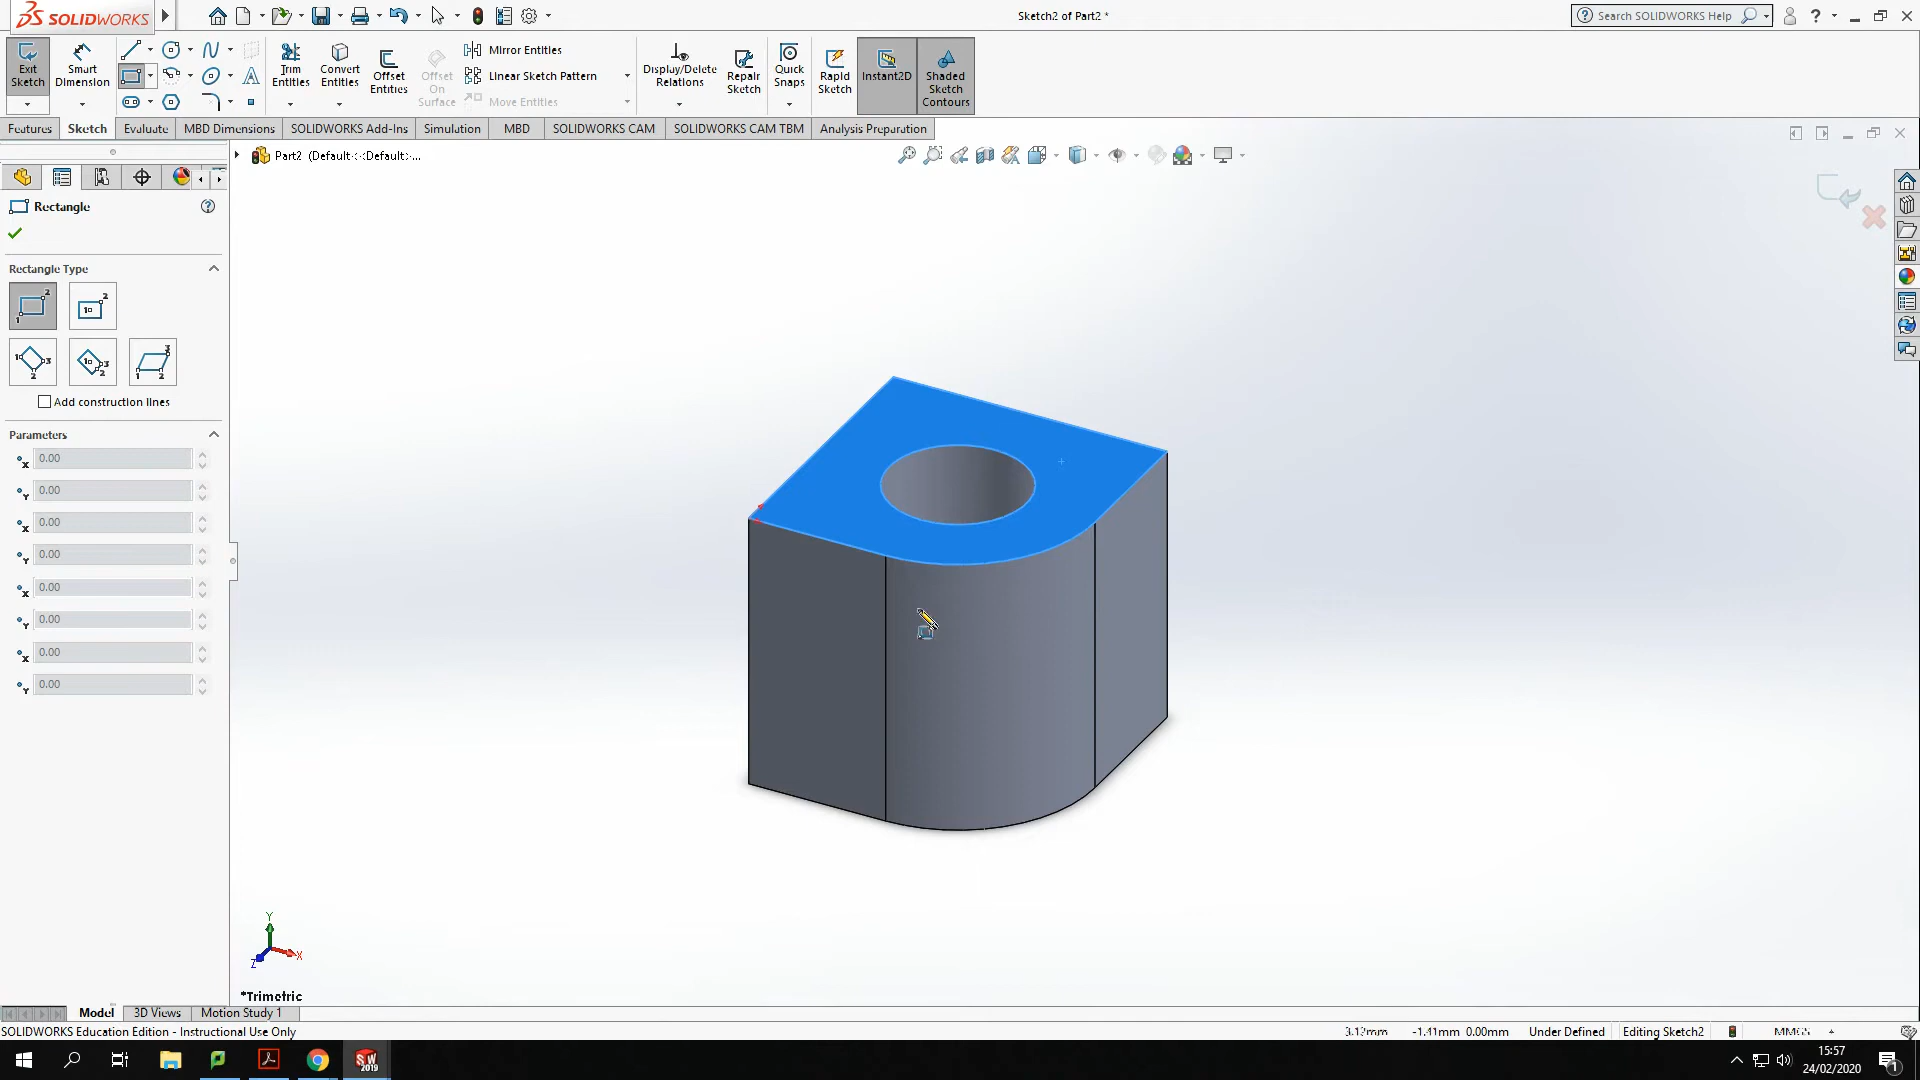 SOLIDWORKS
Sketch2 of Part2 *
Search SOLIDWORKS Help
Exit Sketch
Smart Dimension
Trim Entities
Convert Entities
Offset Entities
Offset On Surface
Mirror Entities
Linear Sketch Pattern
Move Entities
Display/Delete Relations
Repair Sketch
Quick Snaps
Rapid Sketch
Instant2D
Shaded Sketch Contours
Features
Sketch
Evaluate
MBD Dimensions
SOLIDWORKS Add-Ins
Simulation
MBD
SOLIDWORKS CAM
SOLIDWORKS CAM TBM
Analysis Preparation
Part2 (Default<<Default>...
Rectangle
Rectangle Type
Add construction lines
Parameters
x 0.00
Y 0.00
x 0.00
Y 0.00
x 0.00
Y 0.00
x 0.00
Y 0.00
Y
X
Z
*Trimetric
Model
3D Views
Motion Study 1
SOLIDWORKS Education Edition - Instructional Use Only
-1.41mm
0.00mm
Under Defined
Editing Sketch2
MMGS
SW 2019
15:57
24/02/2020
1